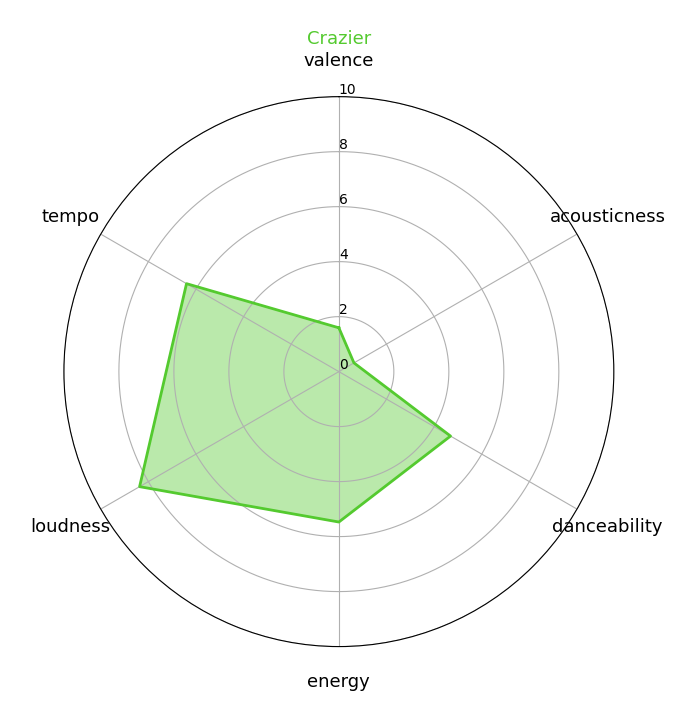 Crazier
valence
10
8
tempo
acousticness
6
4
2
0
loudness
danceability
energy